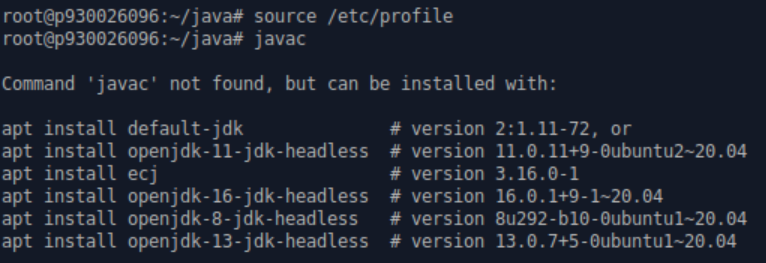 root@p930026096:~/java# source /etc/profile
root@p930026096:~/java# javac
Command 'javac' not found, but can be installed with:
apt install default-jdk # version 2:1.11-72, or
apt install openjdk-11-jdk-headless # version 11.0.11+9-0ubuntu2~20.04
apt install ecj # version 3.16.0-1
apt install openjdk-16-jdk-headless # version 16.0.1+9-1~20.04
apt install openjdk-8-jdk-headless # version 8u292-b10-0ubuntu1~20.04
apt install openjdk-13-jdk-headless # version 13.0.7+5-0ubuntu1~20.04